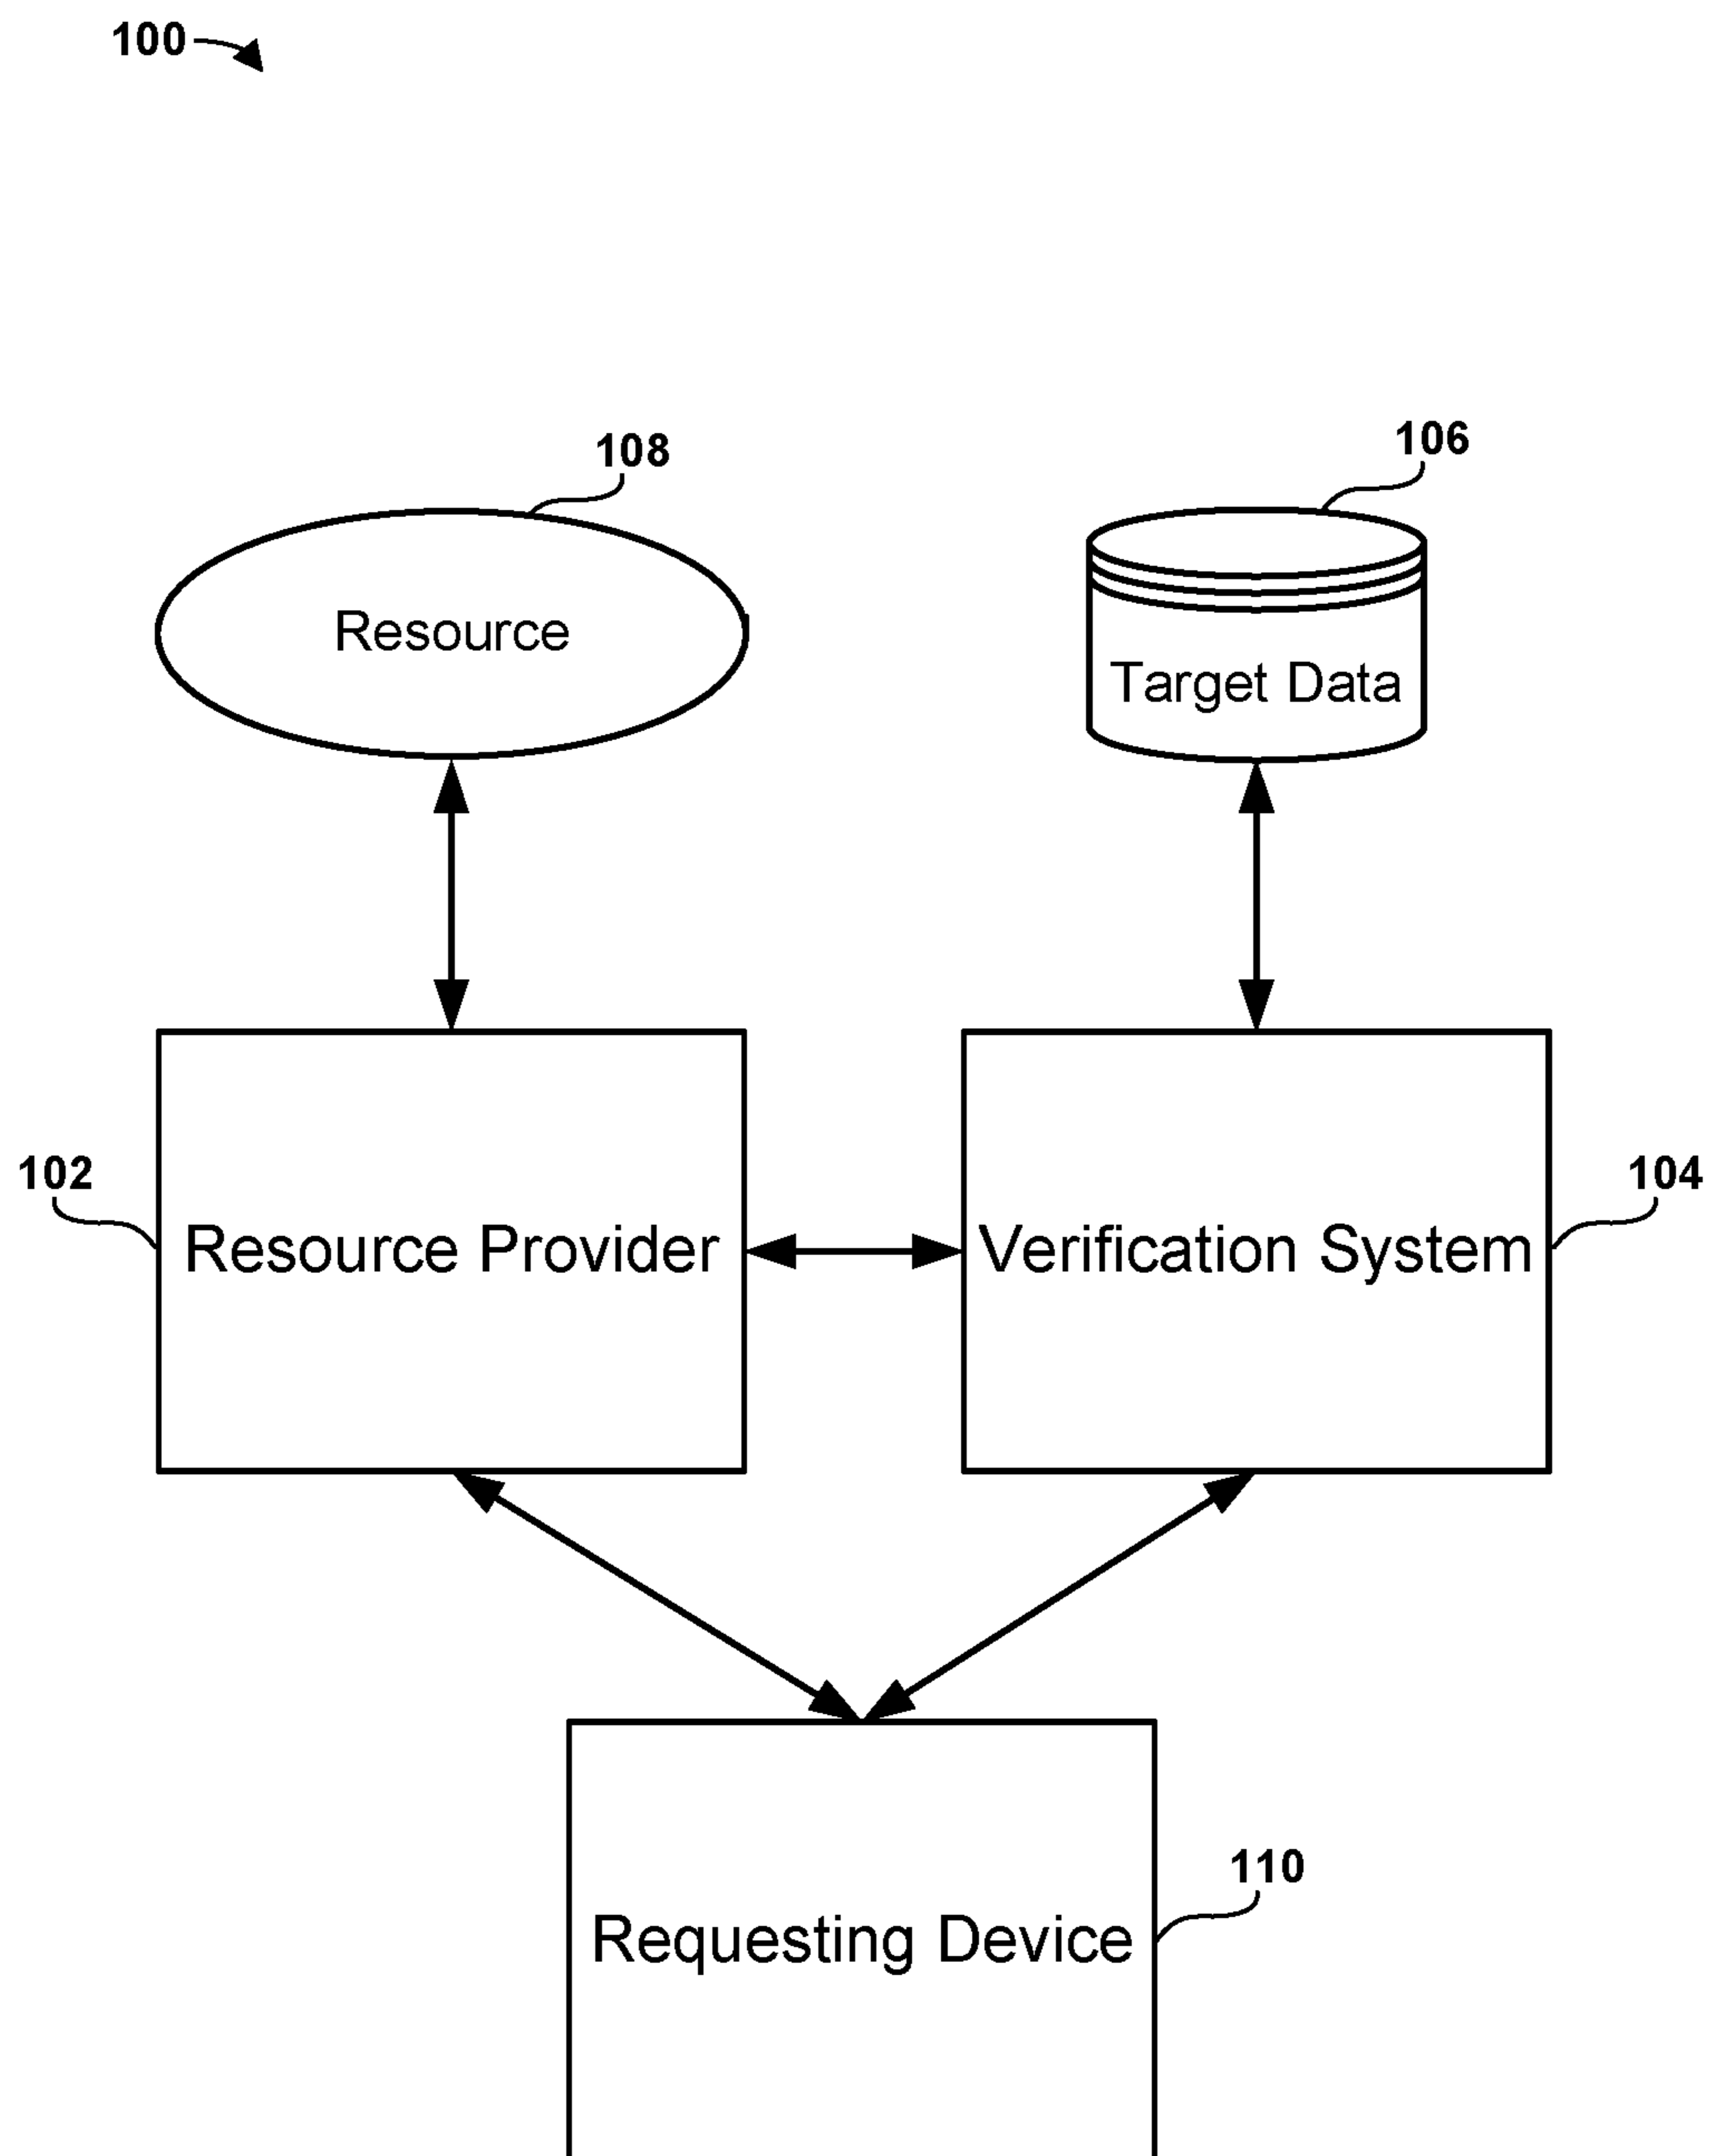 100
108
106
Resource
Target Data
102
104
Resource Provider
Verification System
110
Requesting Device